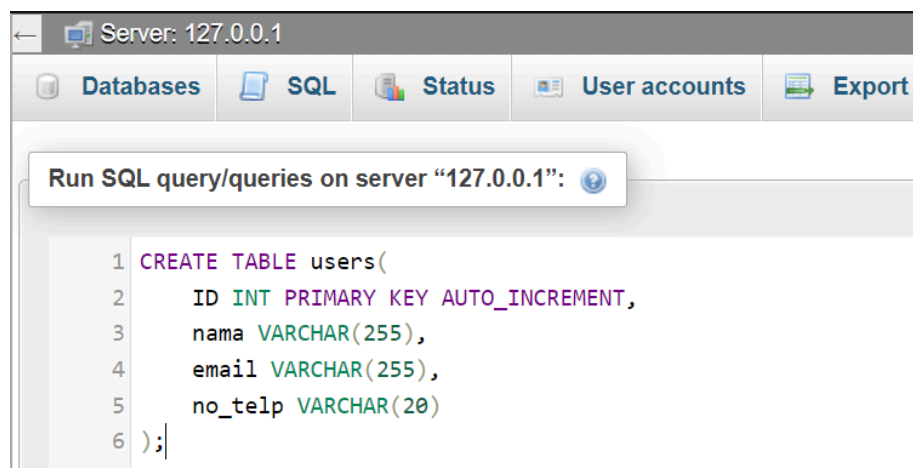 ← Server: 127.0.0.1
Databases SQL Status User accounts Export
Run SQL query/queries on server “127.0.0.1”:
1 CREATE TABLE users(
2 ID INT PRIMARY KEY AUTO_INCREMENT,
3 nama VARCHAR(255),
4 email VARCHAR(255),
5 no_telp VARCHAR(20)
6 );